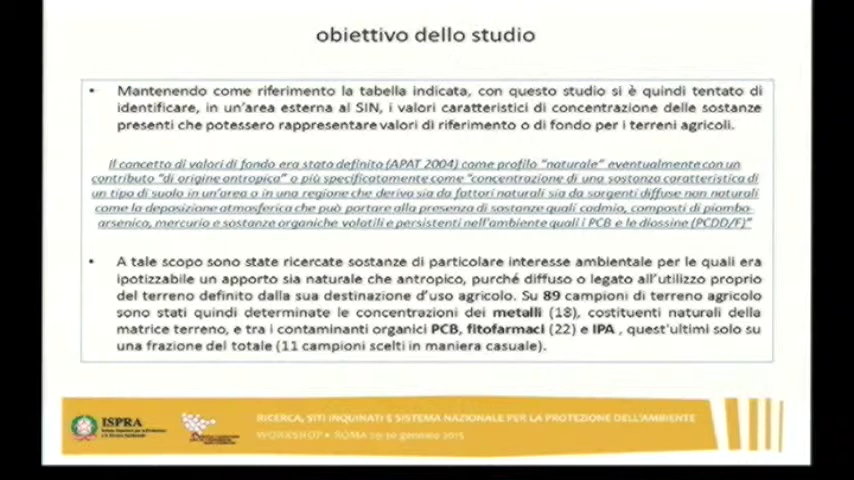 obiettivo dello studio
• Mantenendo come riferimento la tabella indicata, con questo studio si è quindi tentato di
identificare, in un'area esterna al SIN, i valori caratteristici di concentrazione delle sostanze
presenti che potessero rappresentare valori di riferimento o di fondo per i terreni agricoli.
Il concetto di valori di fondo era stato definito (APAT 2004) come profilo "naturale" eventualmente con un
contributo "di origine antropica" o più specificatamente come "concentrazione di una sostanza caratteristica di
un tipo di suolo in un'area o in una regione che deriva sia da fattori naturali sia da sorgenti diffuse non naturali
come la deposizione atmosferica che può portare alla presenza di sostanze quali cadmio, composti di piombo-
arsenico, mercurio e sostanze organiche volatili e persistenti nell'ambiente quali i PCB e le diossine (PCDD/F)"
• A tale scopo sono state ricercate sostanze di particolare interesse ambientale per le quali era
ipotizzabile un apporto sia naturale che antropico, purché diffuso o legato all'utilizzo proprio
del terreno definito dalla sua destinazione d'uso agricolo. Su 89 campioni di terreno agricolo
sono stati quindi determinate le concentrazioni dei metalli (18), costituenti naturali della
matrice terreno, e tra i contaminanti organici PCB, fitofarmaci (22) e IPA , quest'ultimi solo su
una frazione del totale (11 campioni scelti in maniera casuale).
ISPRA
RICERCA, SITI INQUINATI E SISTEMA NAZIONALE PER LA PROTEZIONE DELL'AMBIENTE
WORKSHOP • ROMA gennaio 2015